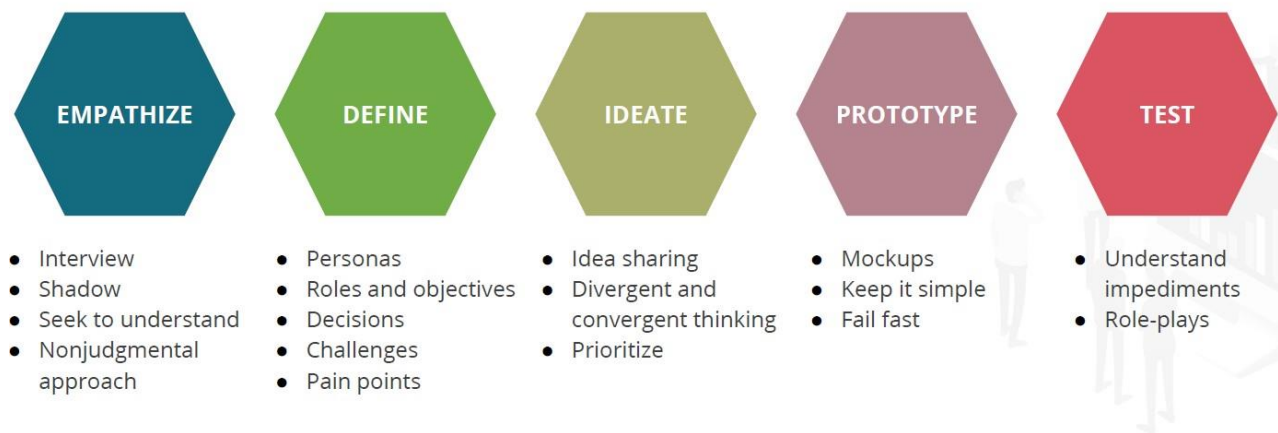 EMPATHIZE
DEFINE
IDEATE
PROTOTYPE
TEST
● Interview
● Shadow
● Seek to understand
● Nonjudgmental
approach
● Personas
● Roles and objectives
● Decisions
● Challenges
● Pain points
● Idea sharing
● Divergent and
convergent thinking
● Prioritize
● Mockups
● Keep it simple
● Fail fast
● Understand
impediments
● Role-plays